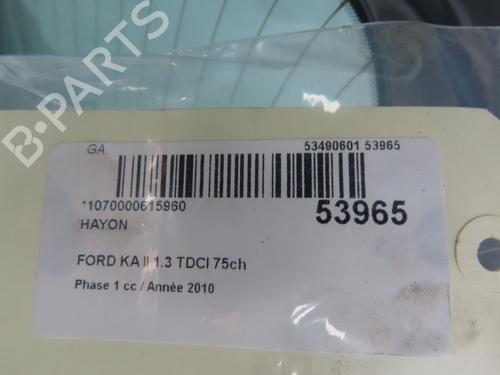 B-PARTS
GA
53490601 53965
*1070000615960
53965
HAYON
FORD KA II 1.3 TDCI 75ch
Phase 1 cc / Année 2010